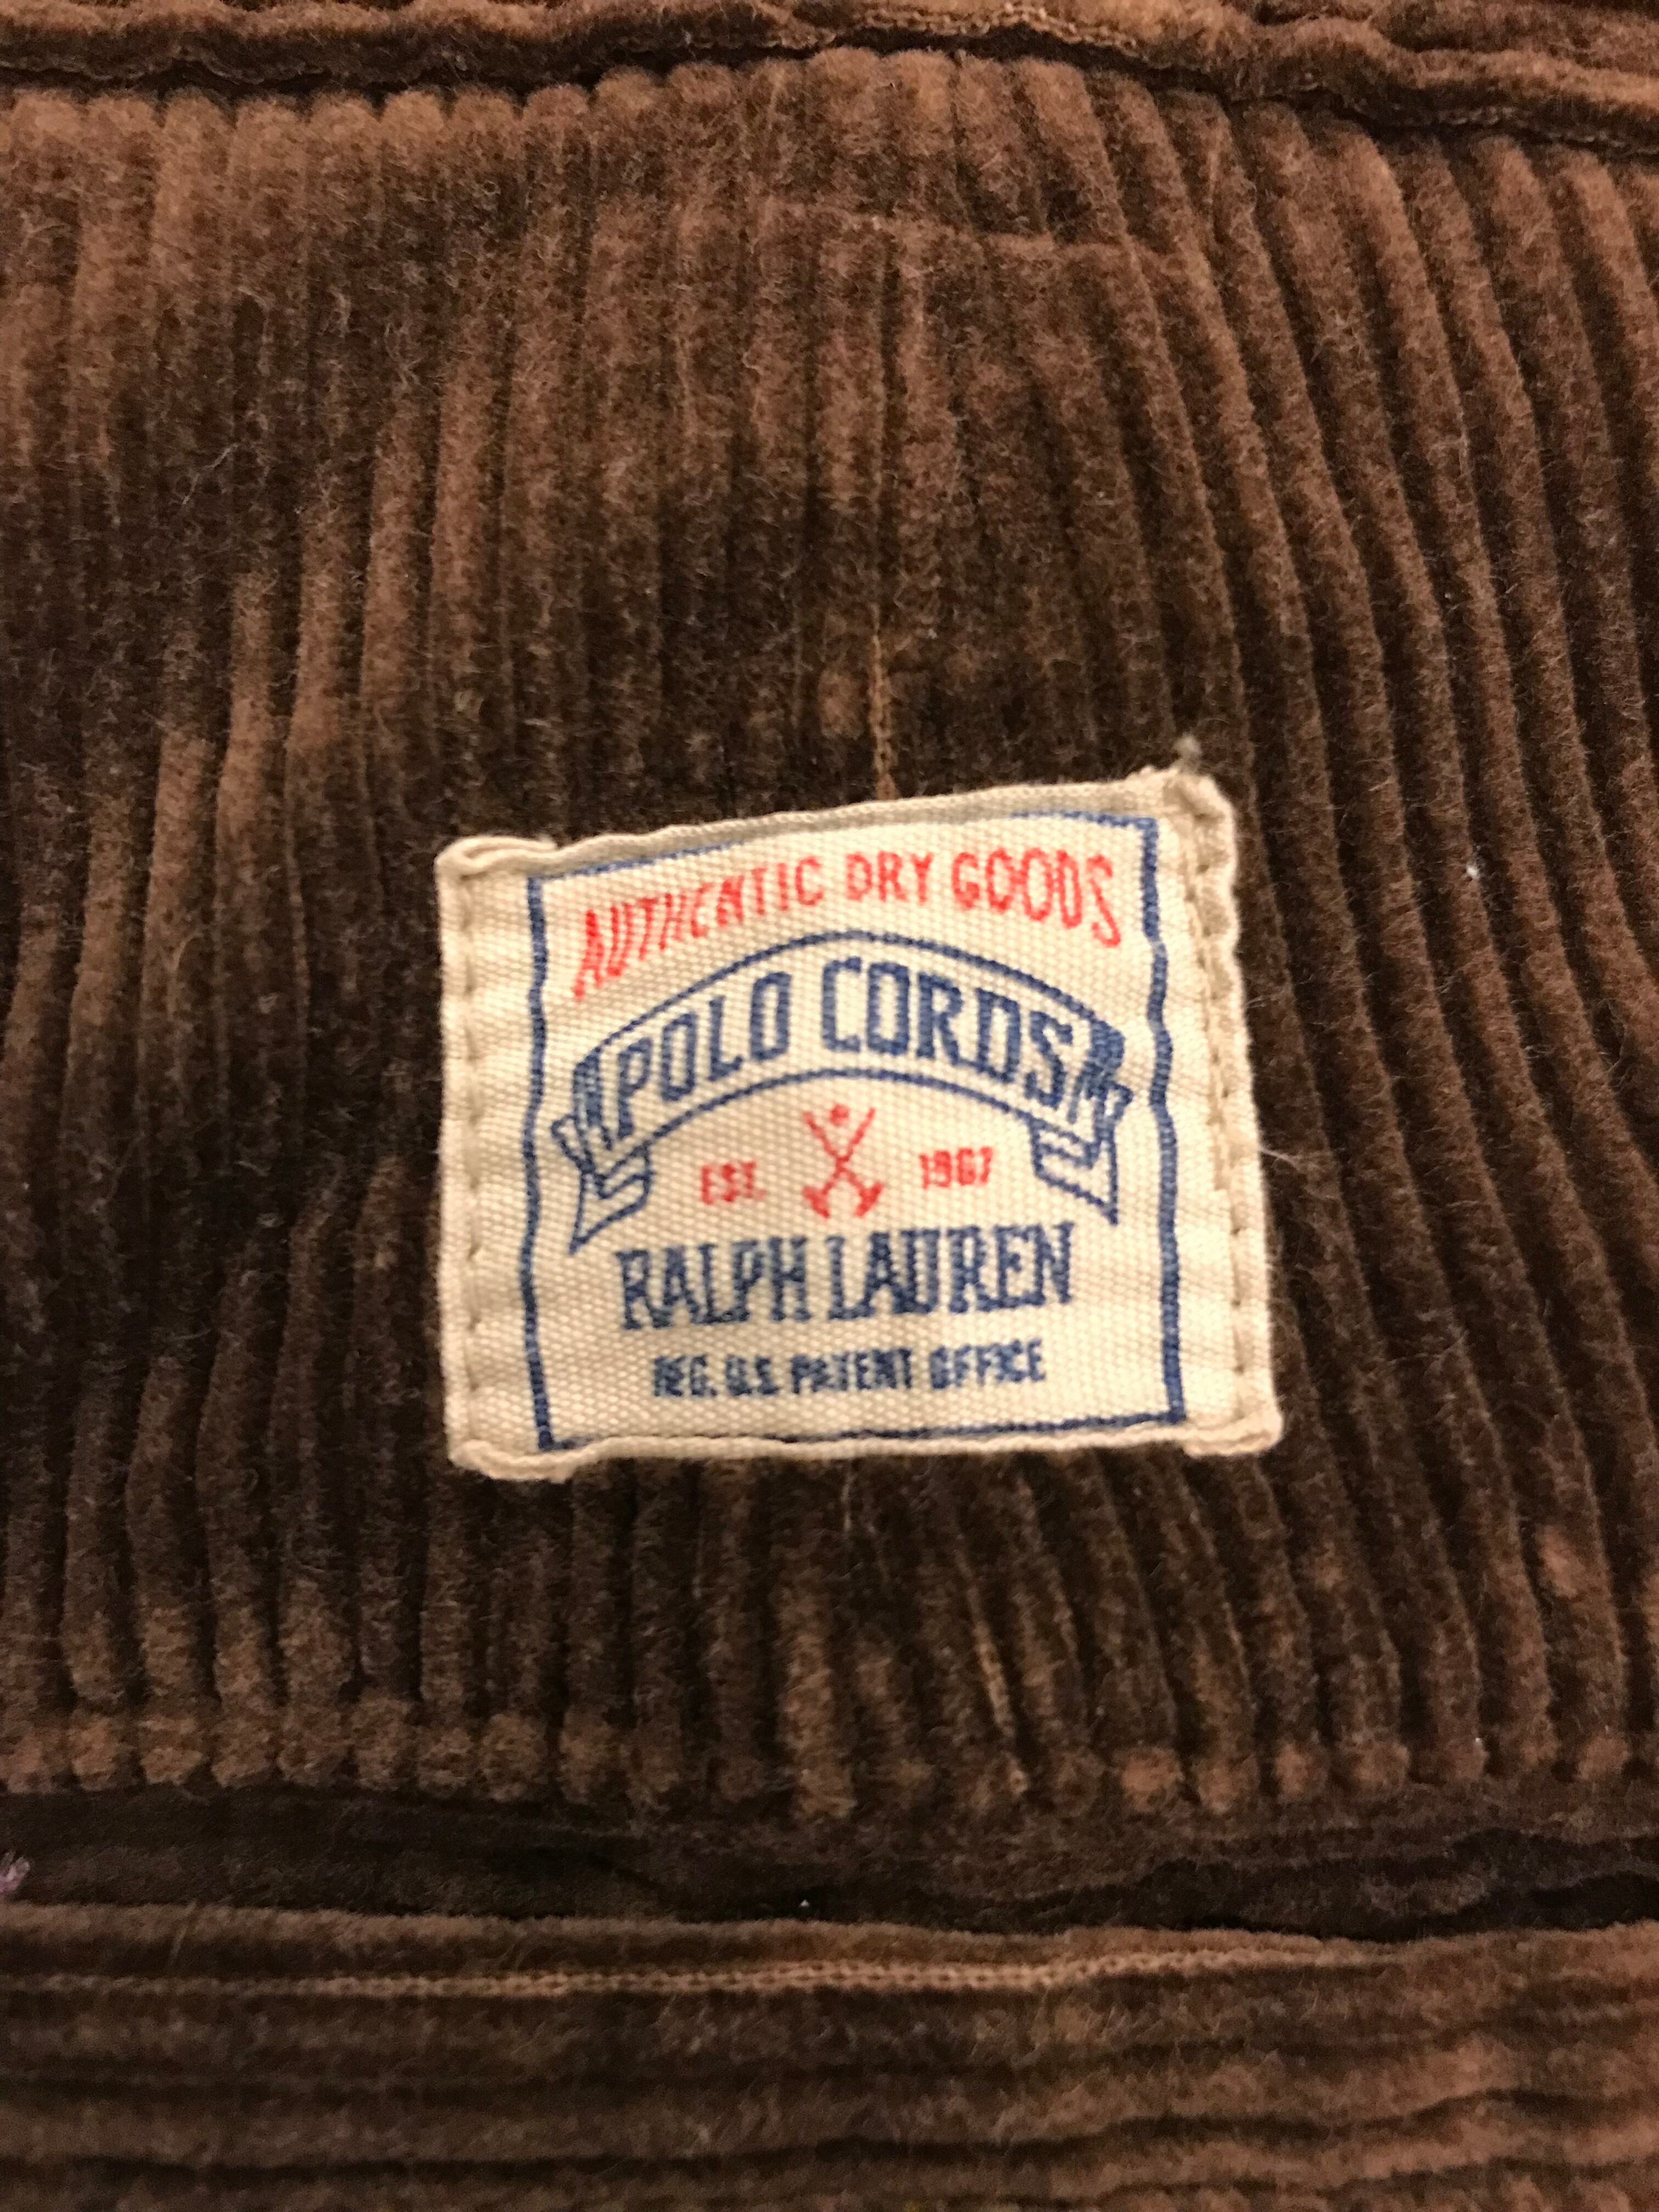 AUTHENTIC DRY GOODS
POLO CORDS
EST. 1967
RALPH LAUREN
REG. U.S. PATENT OFFICE